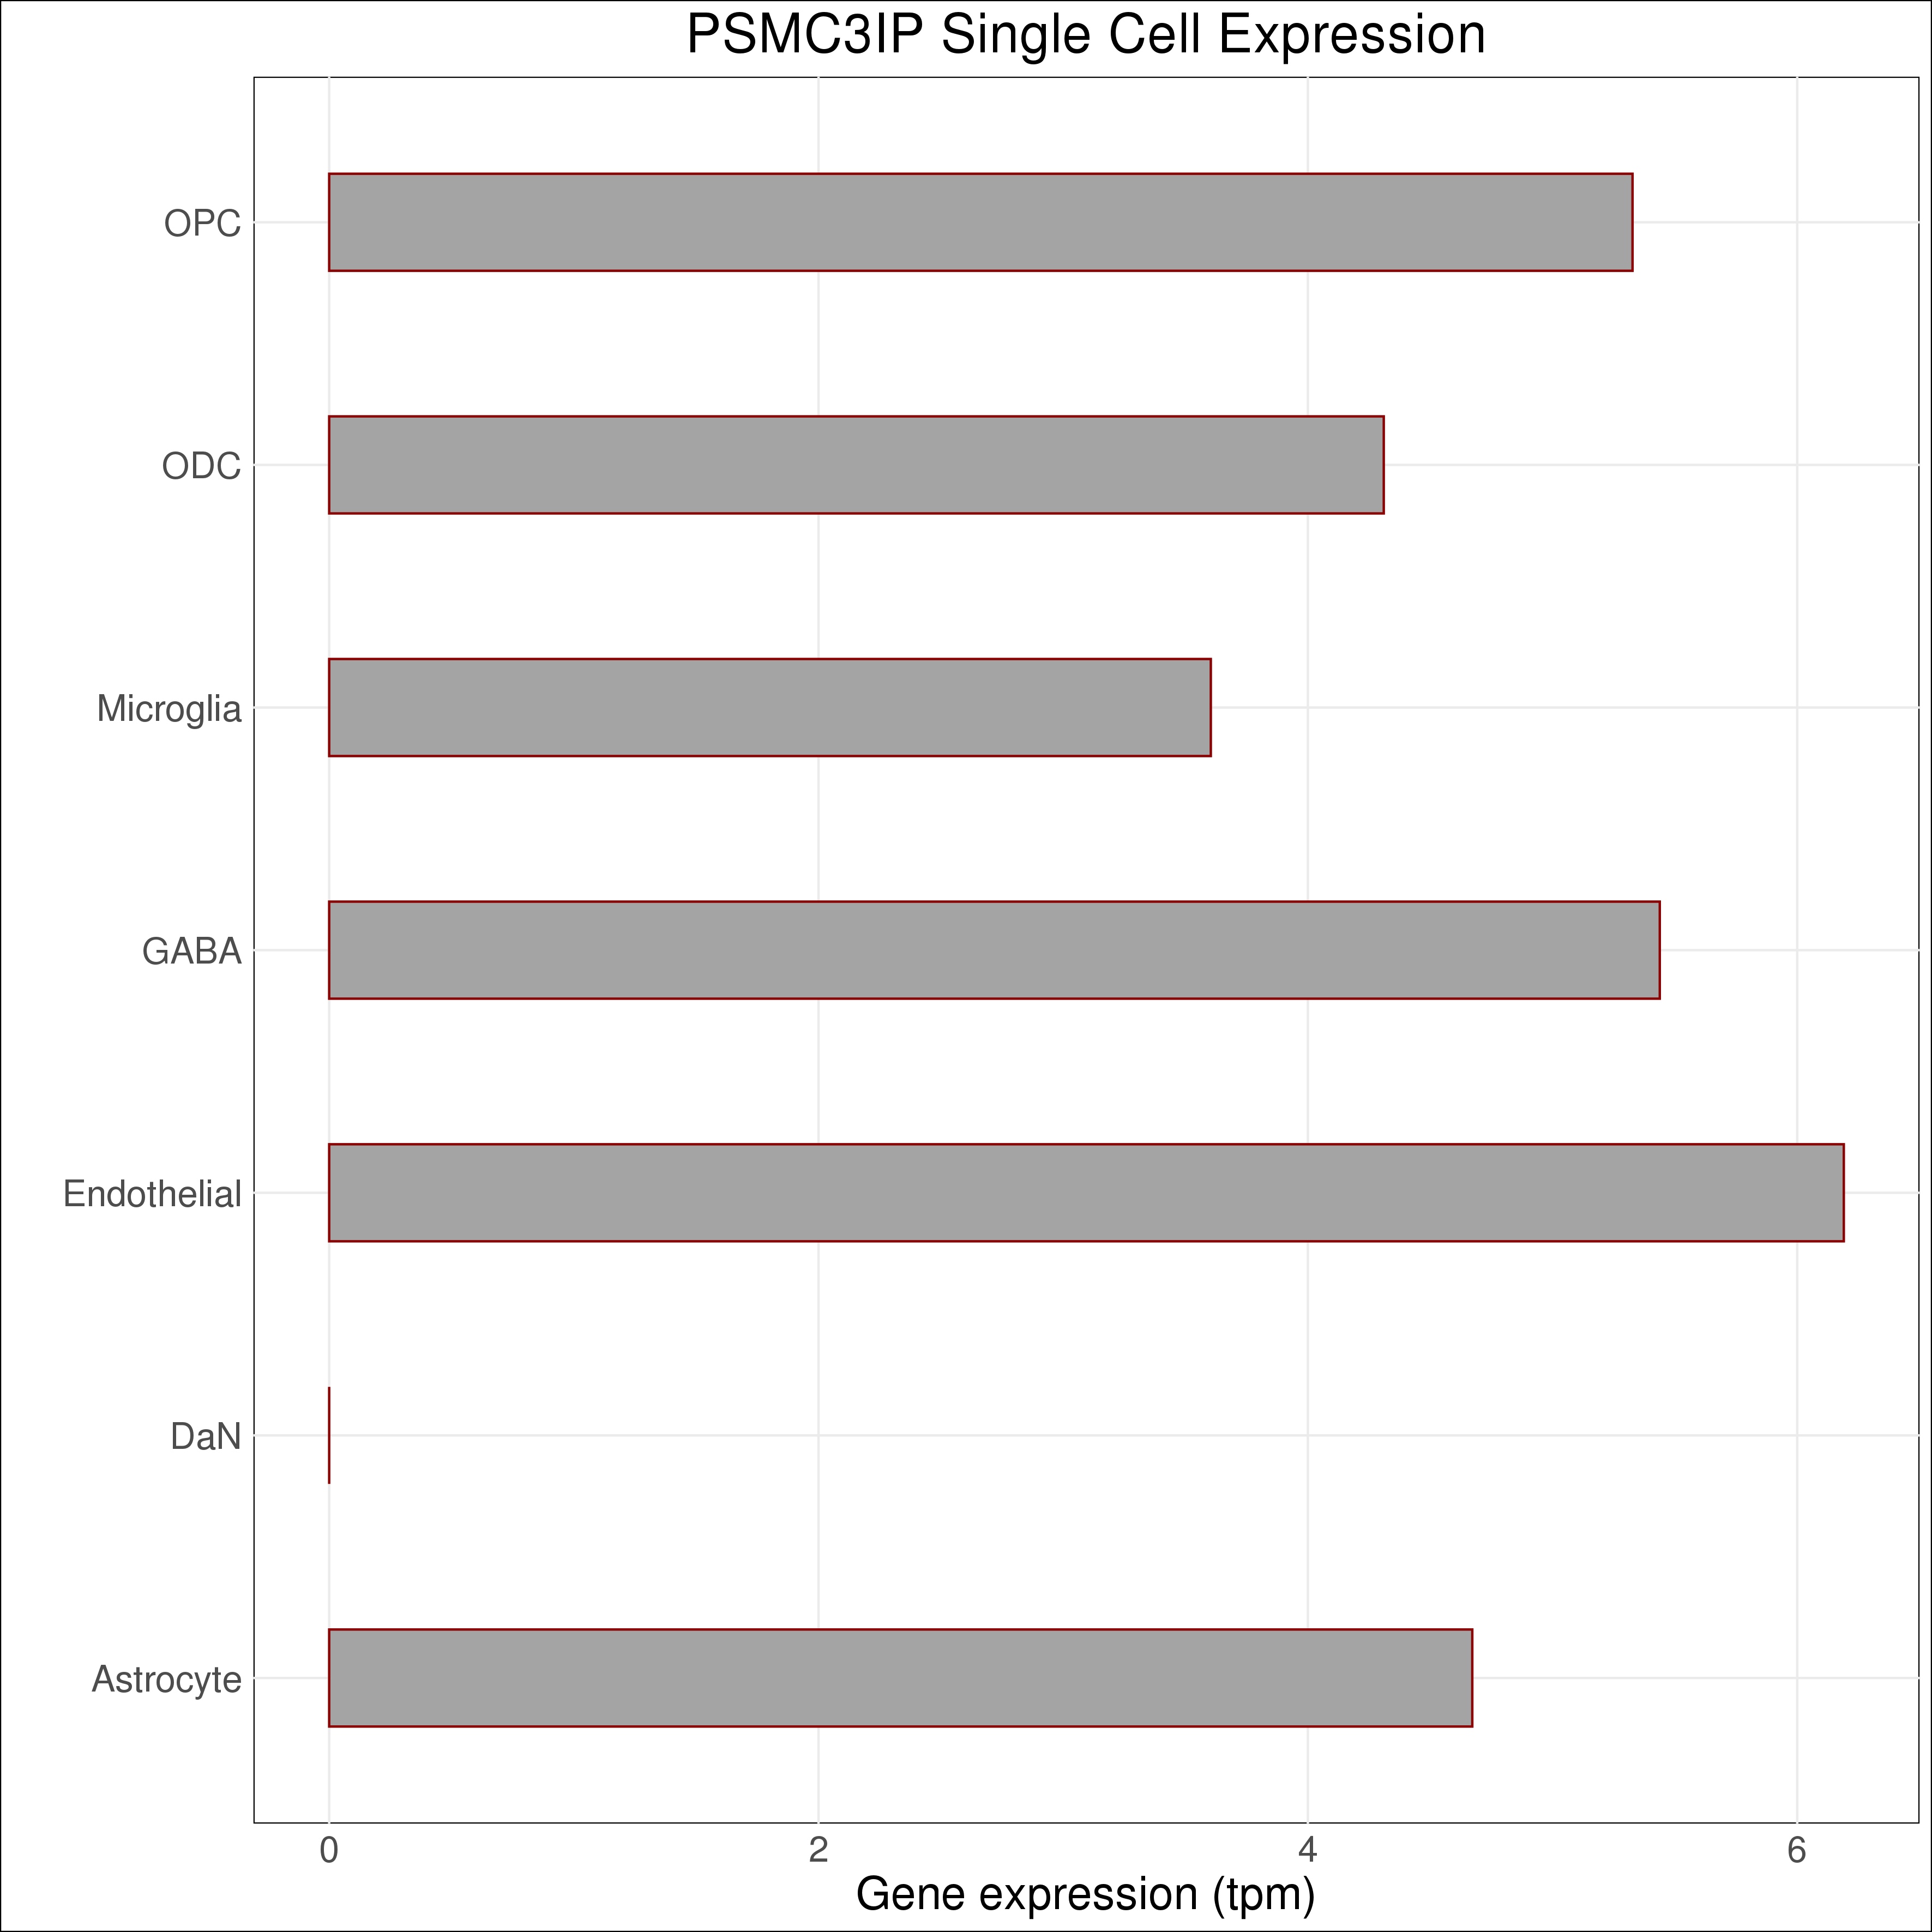 PSMC3IP Single Cell Expression
OPC
ODC
Microglia
GABA
Endothelial
DaN
Astrocyte
0 2 4 6
Gene expression (tpm)